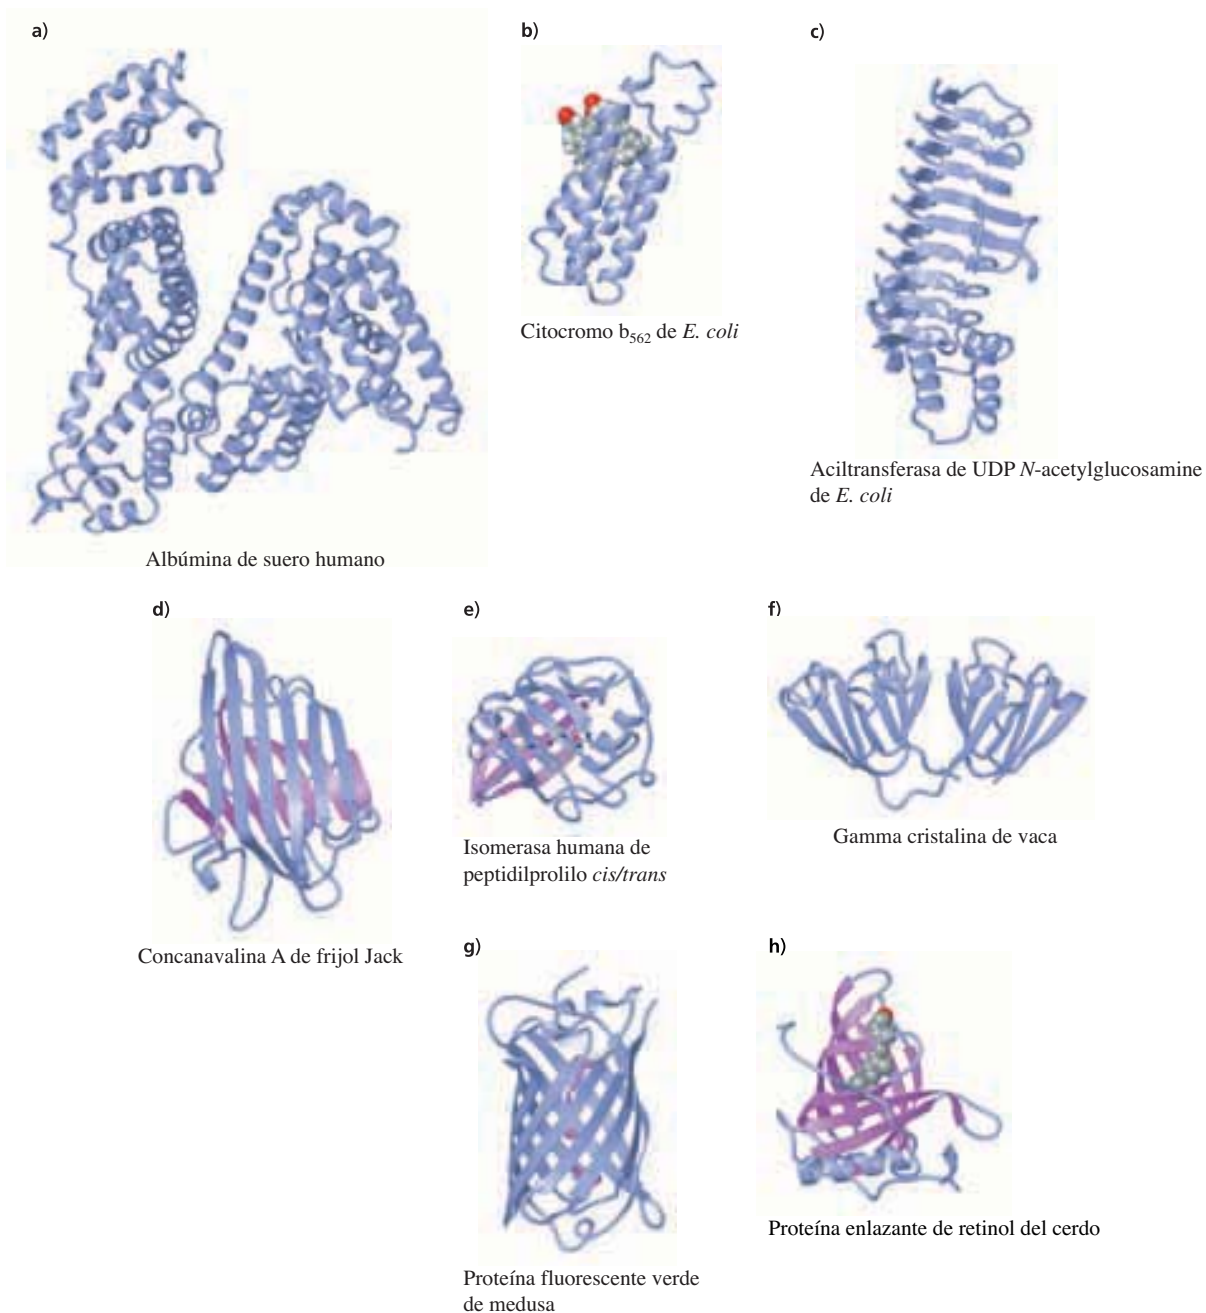 a)
b)
c)
Citocromo b562 de E. coli
Aciltransferasa de UDP N-acetylglucosamine
de E. coli
Albúmina de suero humano
d)
e)
f)
Isomerasa humana de
peptidilprolilo cis/trans
Gamma cristalina de vaca
Concanavalina A de frijol Jack
g)
h)
Proteína enlazante de retinol del cerdo
Proteína fluorescente verde
de medusa